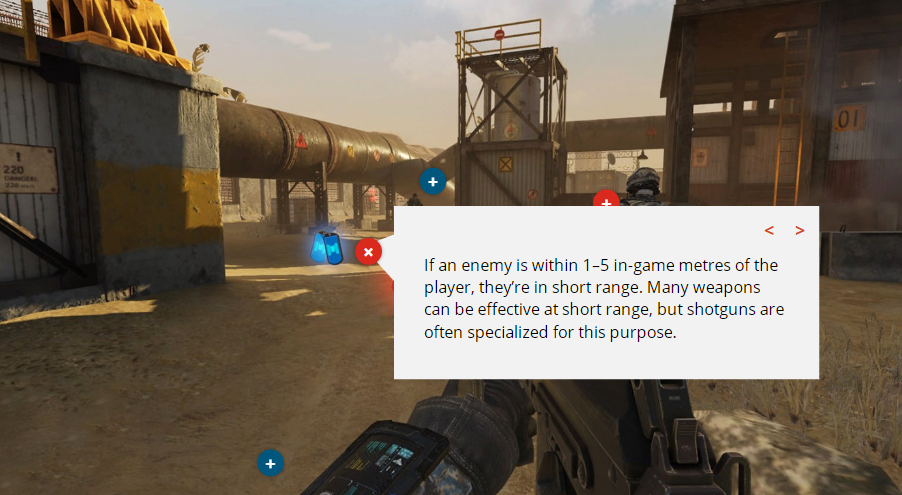 220
DANGER!
01
< >
If an enemy is within 1–5 in-game metres of the
player, they’re in short range. Many weapons
can be effective at short range, but shotguns are
often specialized for this purpose.